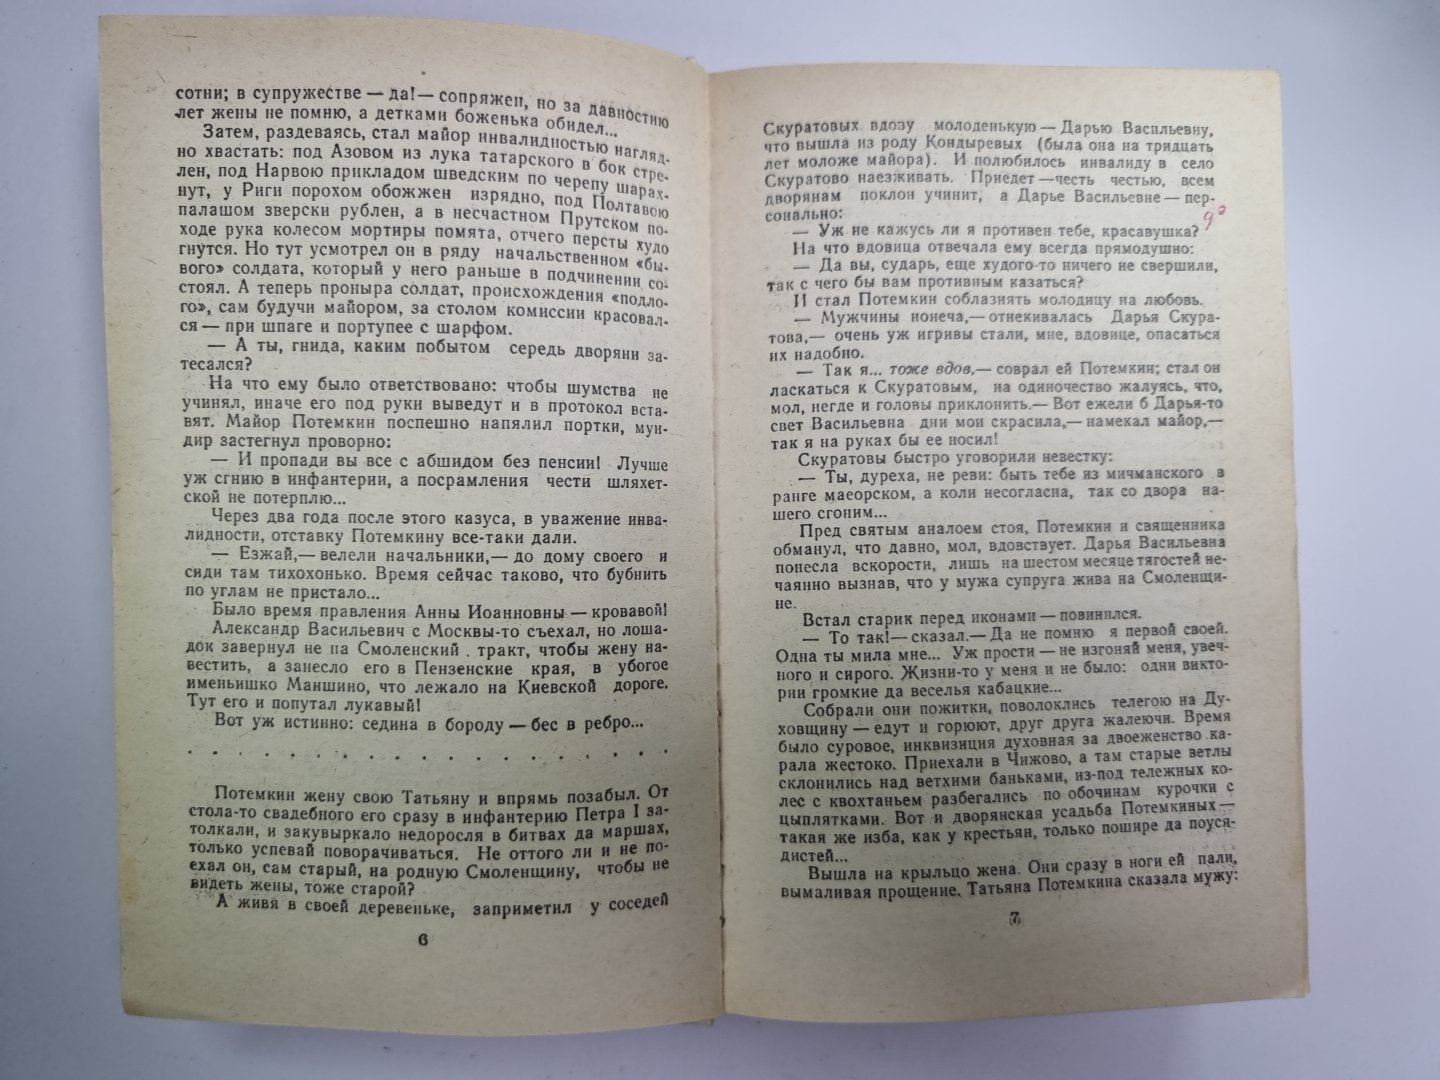 сотни; в супружестве — да!— сопряжен, но за давностию
лет жены не помню, а детками боженька обидел...
Затем, раздеваясь, стал майор инвалидностью нагляд-
но хвастать: под Азовом из лука татарского в бок стре-
лен, под Нарвою прикладом шведским по черепу шарах-
нут, у Риги порохом обожжен изрядно, под Полтавою
палашом зверски рублен, а в несчастном Прутском по-
ходе рука колесом мортиры помята, отчего персты худо
гнутся. Но тут усмотрел он в ряду начальственном «бы-
вого» солдата, который у него раньше в подчинении со-
стоял. А теперь проныра солдат, происхождения «подло-
го», сам будучи майором, за столом комиссии красовал-
ся — при шпаге и портупее с шарфом.
— А ты, гнида, каким побытом середь дворяни за-
тесался?
На что ему было ответствовано: чтобы шумства не
учинял, иначе его под руки выведут и в протокол вста-
вят. Майор Потемкин поспешно напялил портки, мун-
дир застегнул проворно:
— И пропади вы все с абшидом без пенсии! Лучше
уж сгнию в инфантерии, а посрамления чести шляхет-
ской не потерплю...
Через два года после этого казуса, в уважение инва-
лидности, отставку Потемкину все-таки дали.
— Езжай,— велели начальники,— до дому своего и
сиди там тихохонько. Время сейчас таково, что бубнить
по углам не пристало...
Было время правления Анны Иоанновны — кровавой!
Александр Васильевич с Москвы-то съехал, но лоша-
док завернул не на Смоленский тракт, чтобы жену на-
вестить, а занесло его в Пензенские края, в убогое
именьишко Маншино, что лежало на Киевской дороге.
Тут его и попутал лукавый!
Вот уж истинно: седина в бороду — бес в ребро...
. . . . . . . . . . . . . . . . .
Потемкин жену свою Татьяну и впрямь позабыл. От
стола-то свадебного его сразу в инфантерию Петра I за-
толкали, и закувыркало недоросля в битвах да маршах,
только успевай поворачиваться. Не оттого ли и не по-
ехал он, сам старый, на родную Смоленщину, чтобы не
видеть жены, тоже старой?
А живя в своей деревеньке, заприметил у соседей
6
Скуратовых вдову молоденькую — Дарью Васильевну,
что вышла из роду Кондыревых (была она на тридцать
лет моложе майора). И полюбилось инвалиду в село
Скуратово наезживать. Приедет — честь честью, всем
дворянам поклон учинит, а Дарье Васильевне — пер-
сонально:
— Уж не кажусь ли я противен тебе, красавушка?
На что вдовица отвечала ему всегда прямодушно:
— Да вы, сударь, еще худого-то ничего не свершили,
так с чего бы вам противным казаться?
И стал Потемкин соблазнять молодицу на любовь.
— Мужчины нонеча,— отнекивалась Дарья Скура-
това,— очень уж игривы стали, мне, вдовице, опасаться
их надобно.
— Так я... тоже вдов,— соврал ей Потемкин; стал он
ласкаться к Скуратовым, на одиночество жалуясь, что,
мол, негде и головы приклонить.— Вот ежели б Дарья-то
свет Васильевна дни мои скрасила,— намекал майор,—
так я на руках бы ее носил!
Скуратовы быстро уговорили невестку:
— Ты, дуреха, не реви: быть тебе из мичманского в
ранге маеорском, а коли несогласна, так со двора на-
шего сгоним...
Пред святым аналоем стоя, Потемкин и священника
обманул, что давно, мол, вдовствует. Дарья Васильевна
понесла вскорости, лишь на шестом месяце тягостей не-
чаянно вызнав, что у мужа супруга жива на Смоленщи-
не.
Встал старик перед иконами — повинился.
— То так!— сказал.— Да не помню я первой своей.
Одна ты мила мне... Уж прости — не изгоняй меня, увеч-
ного и сирого. Жизни-то у меня и не было: одни викто-
рии громкие да веселья кабацкие...
Собрали они пожитки, поволоклись телегою на Ду-
ховщину — едут и горюют, друг друга жалеючи. Время
было суровое, инквизиция духовная за двоеженство ка-
рала жестоко. Приехали в Чижово, а там старые ветлы
склонились над ветхими баньками, из-под тележных ко-
лес с квохтаньем разбегались по обочинам курочки с
цыплятками. Вот и дворянская усадьба Потемкиных —
такая же изба, как у крестьян, только пошире да поуся-
дистей...
Вышла на крыльцо жена. Они сразу в ноги ей пали,
вымаливая прощение. Татьяна Потемкина сказала мужу:
7